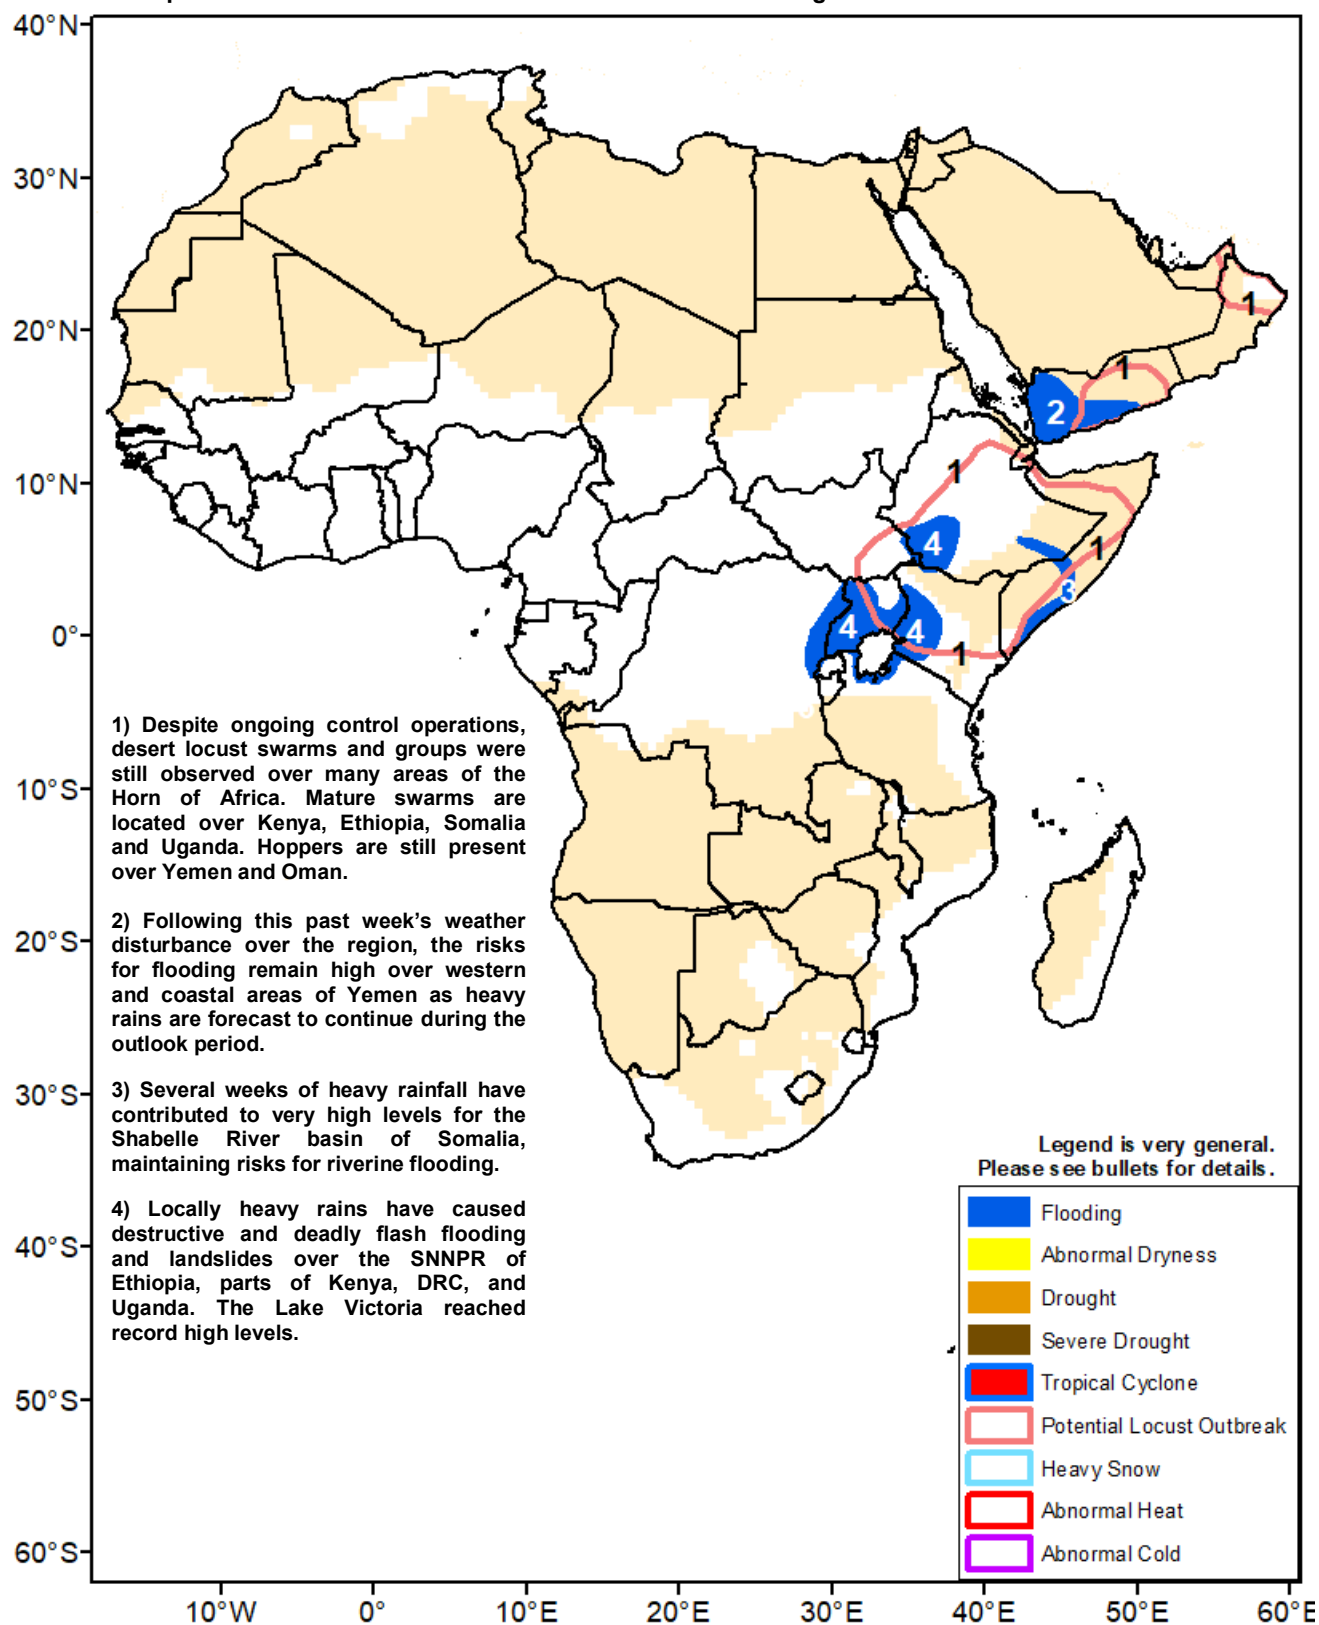 40°N
30°N
20°N
10°N
0°
10°S
20°S
30°S
40°S
50°S
60°S
1
1
2
1
4
1
3
4
4
1
1) Despite ongoing control operations,
desert locust swarms and groups were
still observed over many areas of the
Horn of Africa. Mature swarms are
located over Kenya, Ethiopia, Somalia
and Uganda. Hoppers are still present
over Yemen and Oman.
2) Following this past week's weather
disturbance over the region, the risks
for flooding remain high over western
and coastal areas of Yemen as heavy
rains are forecast to continue during the
outlook period.
3) Several weeks of heavy rainfall have
contributed to very high levels for the
Shabelle River basin of Somalia,
maintaining risks for riverine flooding.
4) Locally heavy rains have caused
destructive and deadly flash flooding
and landslides over the SNNPR of
Ethiopia, parts of Kenya, DRC, and
Uganda. The Lake Victoria reached
record high levels.
Legend is very general.
Please see bullets for details.
Flooding
Abnormal Dryness
Drought
Severe Drought
Tropical Cyclone
Potential Locust Outbreak
Heavy Snow
Abnormal Heat
Abnormal Cold
10°W
0°
10°E
20°E
30°E
40°E
50°E
60°E